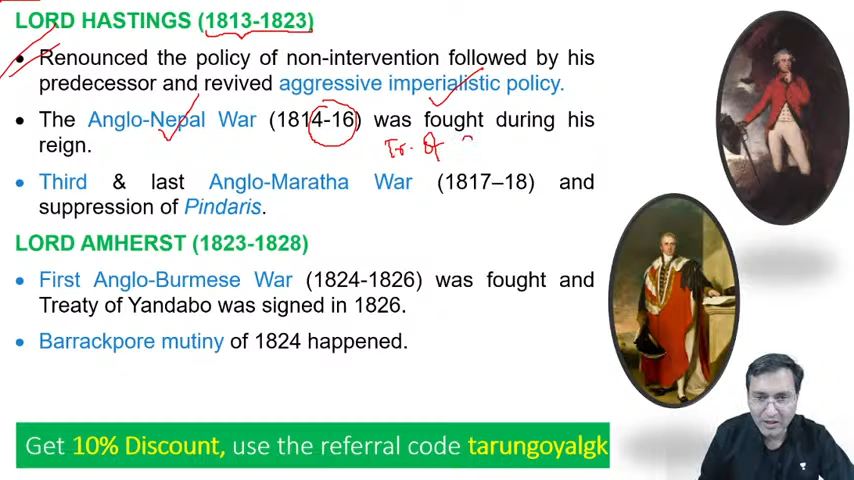 LORD HASTINGS (1813-1823)
• Renounced the policy of non-intervention followed by his
predecessor and revived aggressive imperialistic policy.
• The Anglo-Nepal War (1814-16) was fought during his
reign.
Tr. of
• Third & last Anglo-Maratha War (1817–18) and
suppression of Pindaris.
LORD AMHERST (1823-1828)
• First Anglo-Burmese War (1824-1826) was fought and
Treaty of Yandabo was signed in 1826.
• Barrackpore mutiny of 1824 happened.
Get 10% Discount, use the referral code tarungoyalgk